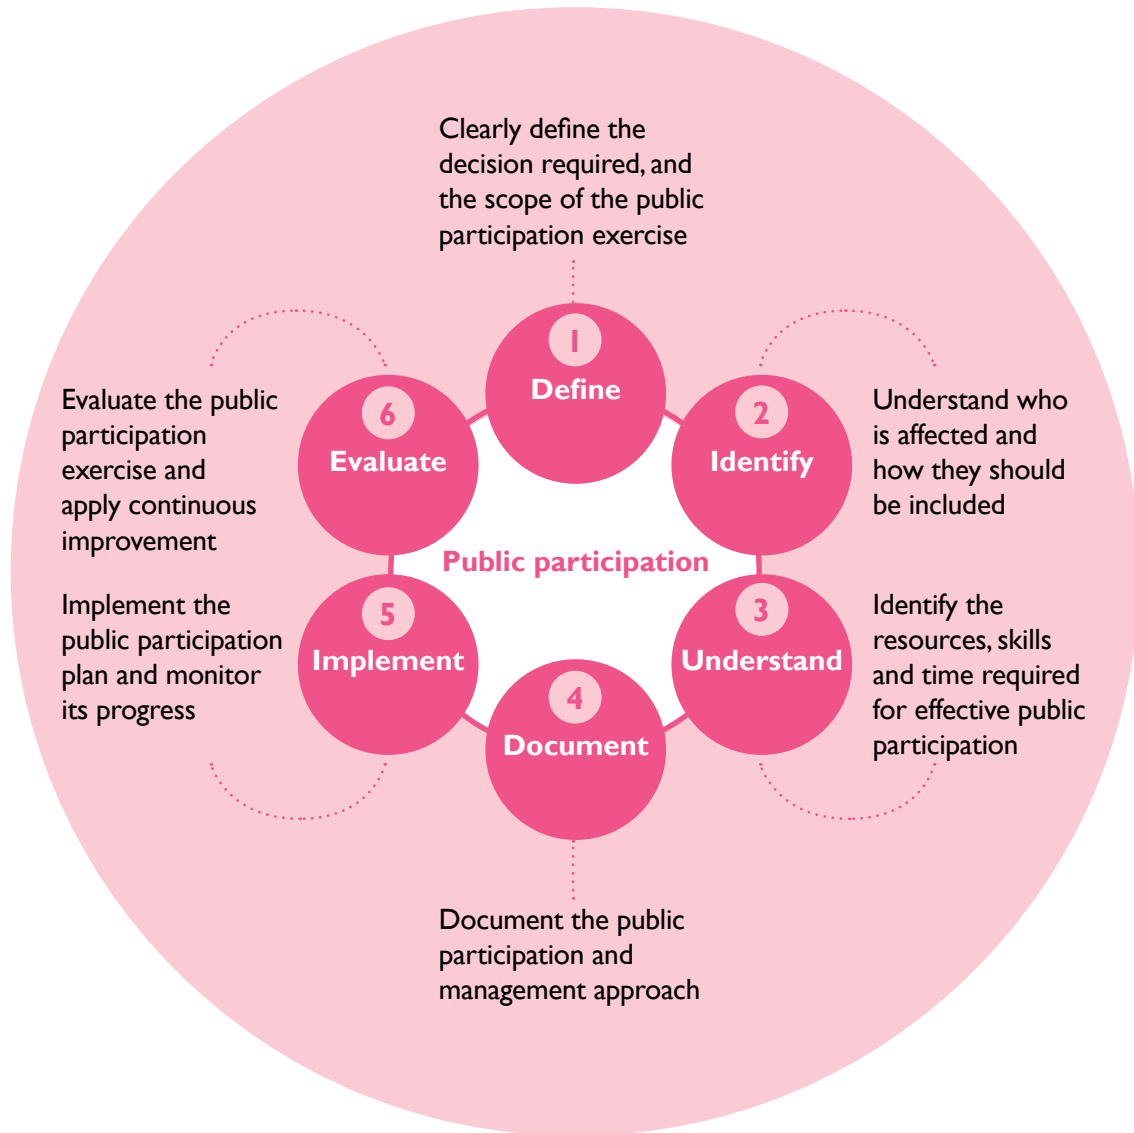 Clearly define the
decision required, and
the scope of the public
participation exercise
1
Define
2
Identify
Understand who
is affected and
how they should
be included
3
Understand
Identify the
resources, skills
and time required
for effective public
participation
4
Document
Document the public
participation and
management approach
5
Implement
Implement the
public participation
plan and monitor
its progress
6
Evaluate
Evaluate the public
participation
exercise and
apply continuous
improvement
Public participation